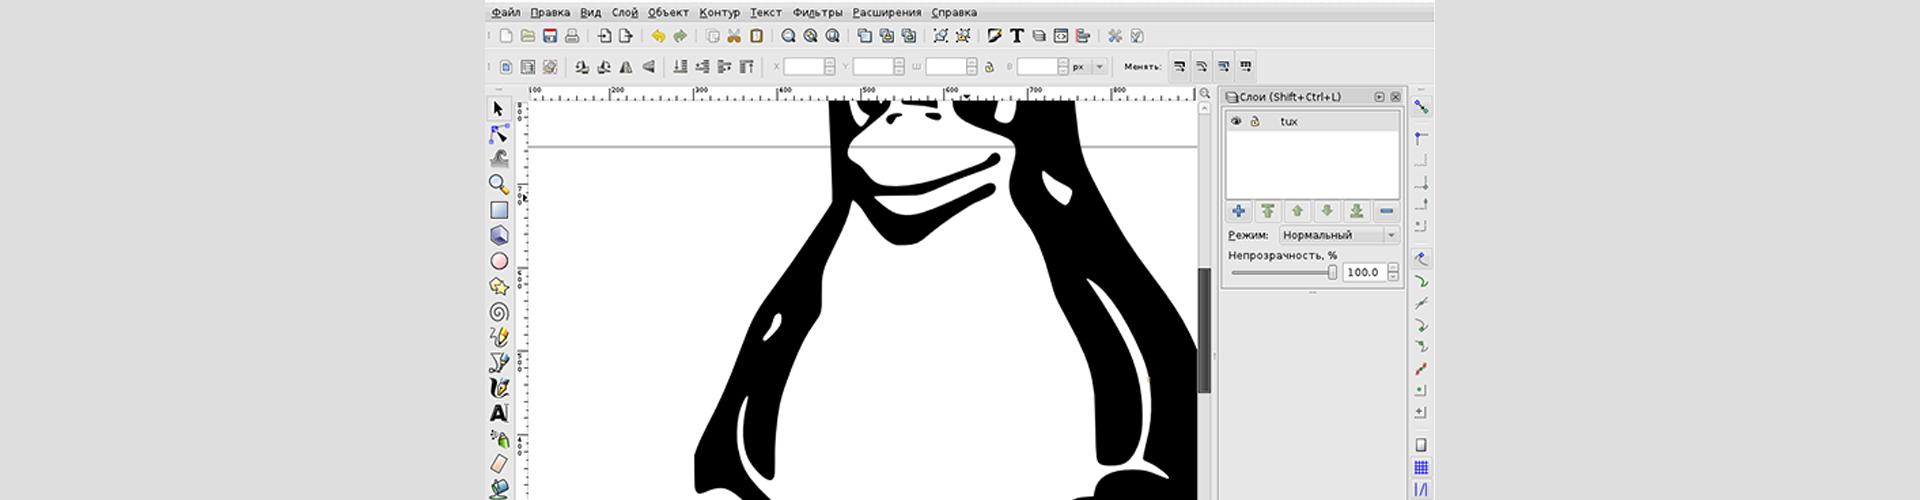 Файл Правка Вид Слой Объект Контур Текст Фильтры Расширения Справка
X Y Ш В px Менять:
100 200 300 400 500 600 700 800
Слои (Shift+Ctrl+L)
tux
Режим: Нормальный
Непрозрачность, %
100.0